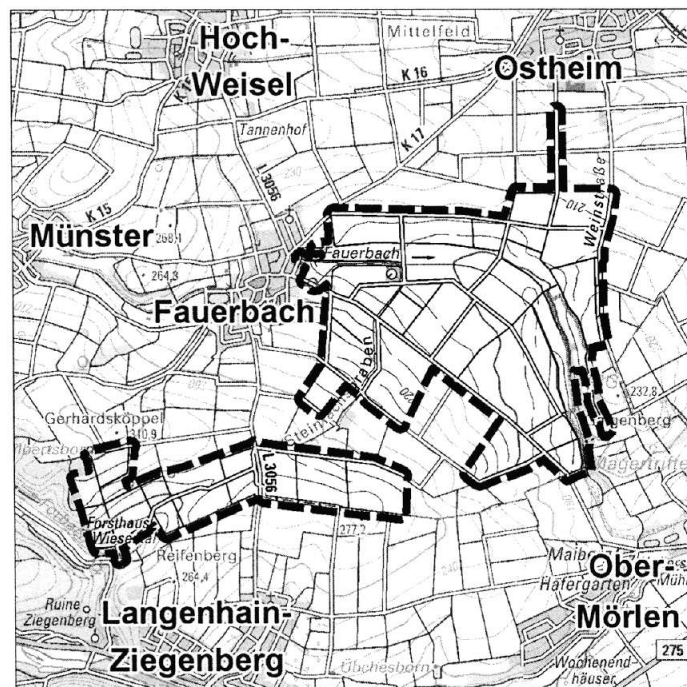 Hoch-
Weisel
Mittelfeld
Ostheim
K 16
Tannenhof
K 17
L 3056
K 15
Münster
268,1
264,3
210
Weinstraße
Fauerbach
Fauerbach
220
232,8
Gerhardsköppel
310,9
L 3056
Forsthaus
277,2
Reifenberg
264,4
Ruine
Ziegenberg
Langenhain-
Ziegenberg
Ober-
Mörlen
Hafergarten
275
Wochenend
häuser